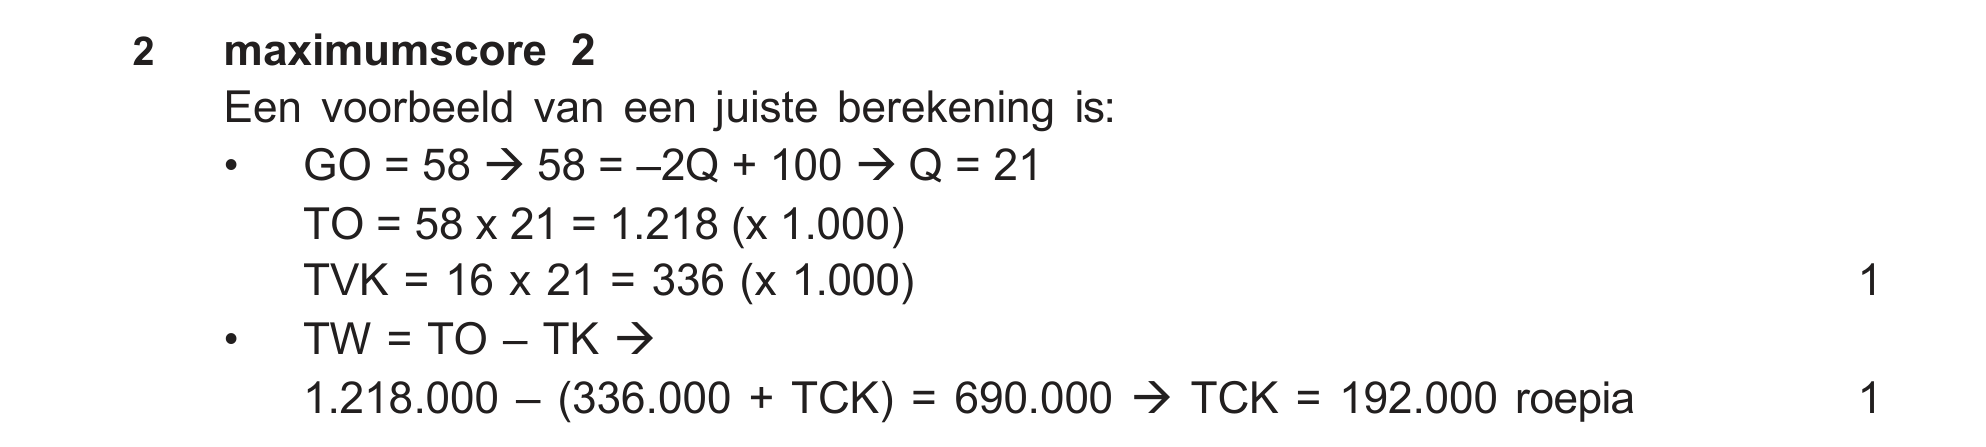 2 maximumscore 2
Een voorbeeld van een juiste berekening is:
• GO = 58 → 58 = –2Q + 100 → Q = 21
TO = 58 x 21 = 1.218 (x 1.000)
TVK = 16 x 21 = 336 (x 1.000) 1
• TW = TO – TK →
1.218.000 – (336.000 + TCK) = 690.000 → TCK = 192.000 roepia 1